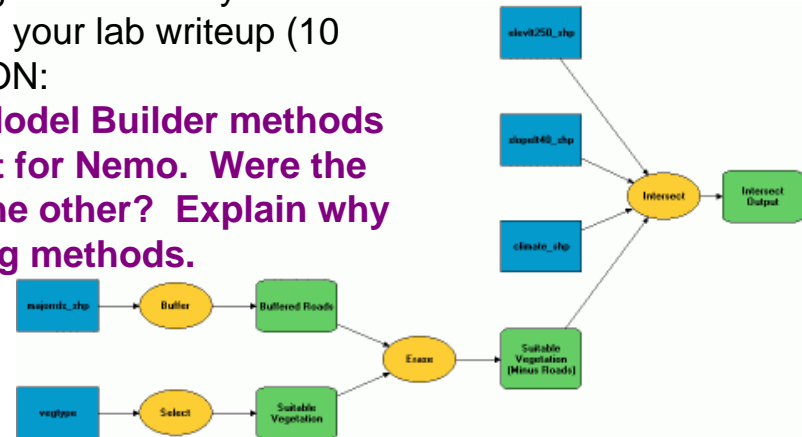 your lab writeup (10
ON:
Model Builder methods
t for Nemo. Were the
ne other? Explain why
g methods.
elevlt250_shp
slopelt40_shp
climate_shp
Intersect
Intersect
Output
majorrds_shp
Buffer
Buffered Roads
Erase
Suitable
Vegetation
(Minus Roads)
vegtype
Select
Suitable
Vegetation